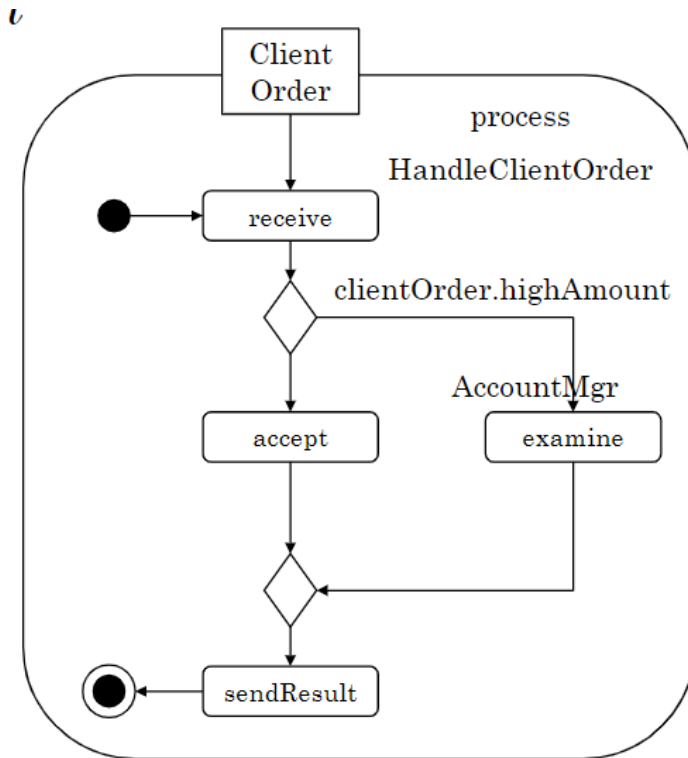 Client
Order
process
HandleClientOrder
receive
clientOrder.highAmount
AccountMgr
accept
examine
sendResult